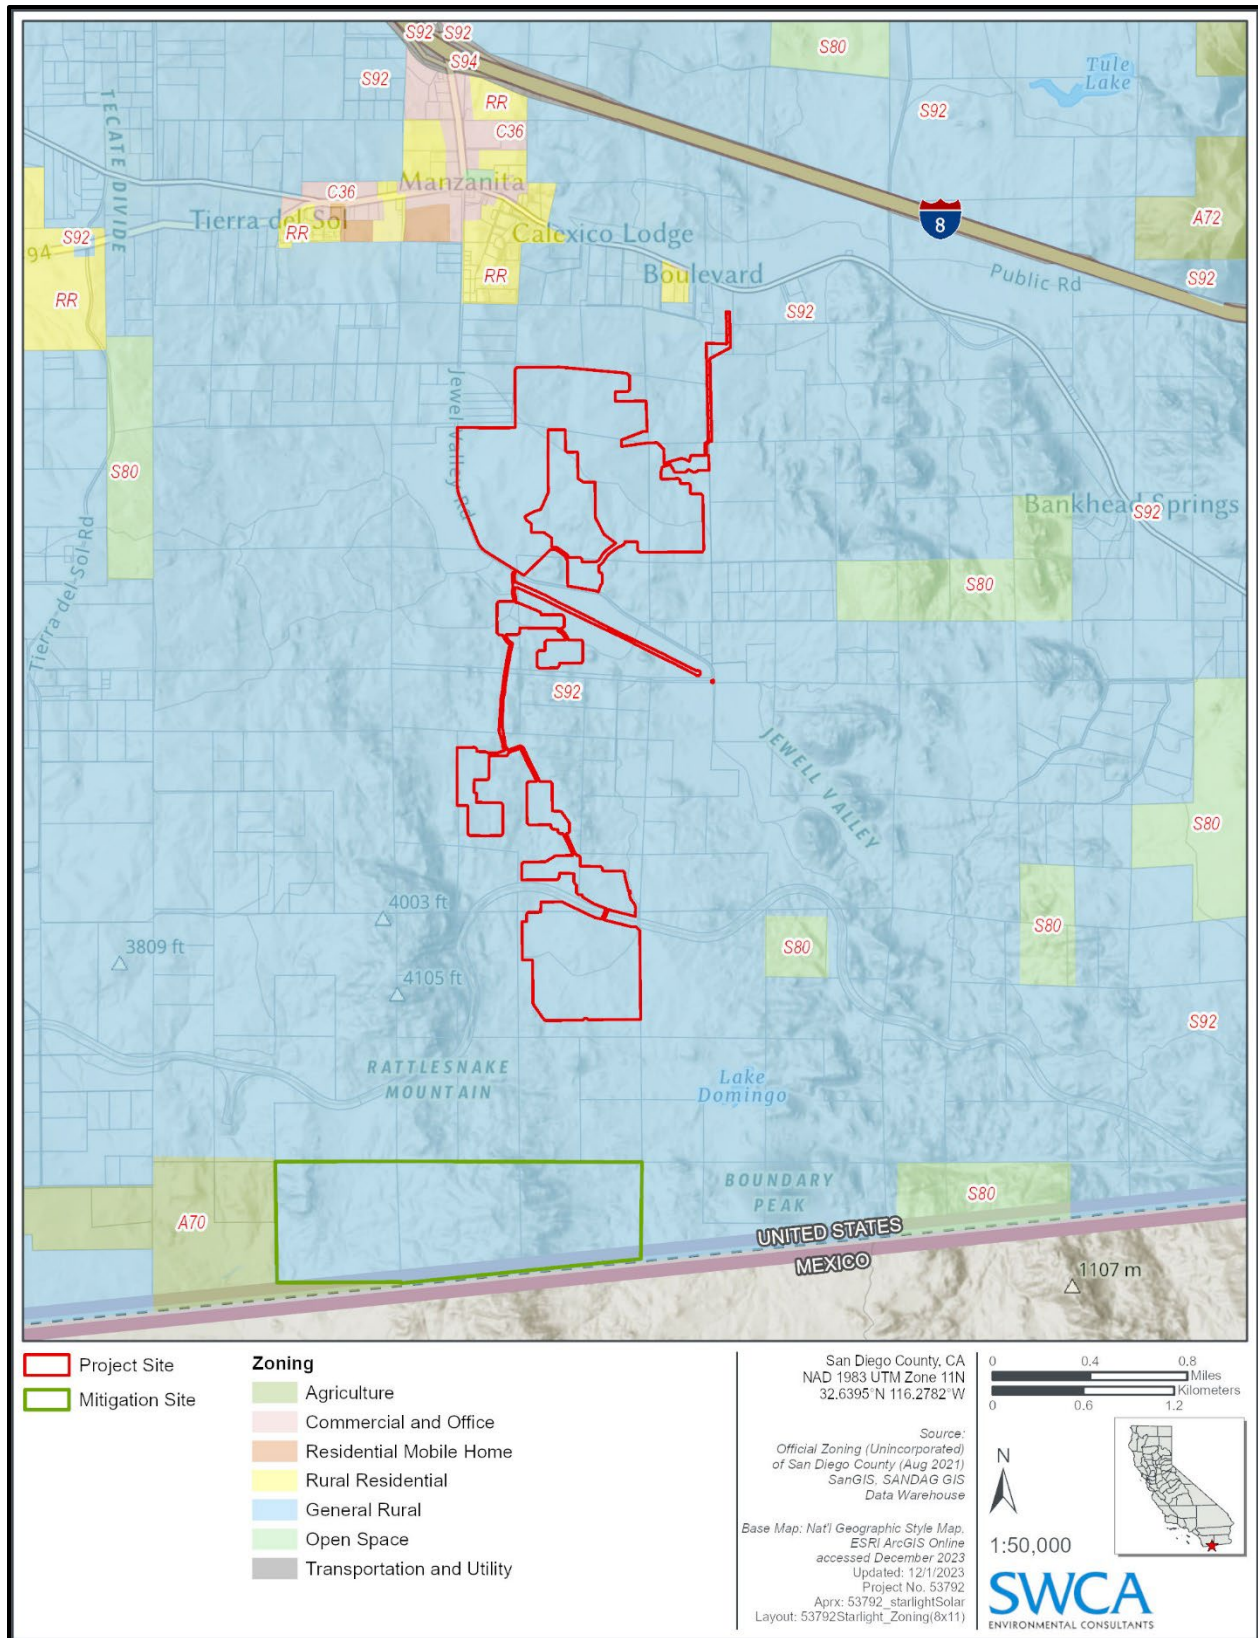 S92
S92
S94
S92
S80
Tule
Lake
RR
S92
C36
TECATE DIVIDE
Manzanita
C36
A72
Tierra del Sol
RR
S92
94
Calexico Lodge
8
Boulevard
Public Rd
S92
RR
RR
S92
Jewel Valley Rd
S80
Bankhead Springs
S92
Tierra del Sol Rd
S80
S92
JEWELL VALLEY
S80
4003 ft
S80
3809 ft
S80
4105 ft
S92
RATTLESNAKE
MOUNTAIN
Lake
Domingo
BOUNDARY
PEAK
S80
A70
UNITED STATES
MEXICO
1107 m
Project Site
Mitigation Site
Zoning
Agriculture
Commercial and Office
Residential Mobile Home
Rural Residential
General Rural
Open Space
Transportation and Utility
San Diego County, CA
NAD 1983 UTM Zone 11N
32.6395°N 116.2782°W
Source:
Official Zoning (Unincorporated)
of San Diego County (Aug 2021)
SanGIS, SANDAG GIS
Data Warehouse
Base Map: Nat'l Geographic Style Map,
ESRI ArcGIS Online
accessed December 2023
Updated: 12/1/2023
Project No. 53792
Aprx: 53792_starlightSolar
Layout: 53792Starlight_Zoning(8x11)
0 0.4 0.8
Miles
Kilometers
0 0.6 1.2
N
1:50,000
SWCA
ENVIRONMENTAL CONSULTANTS